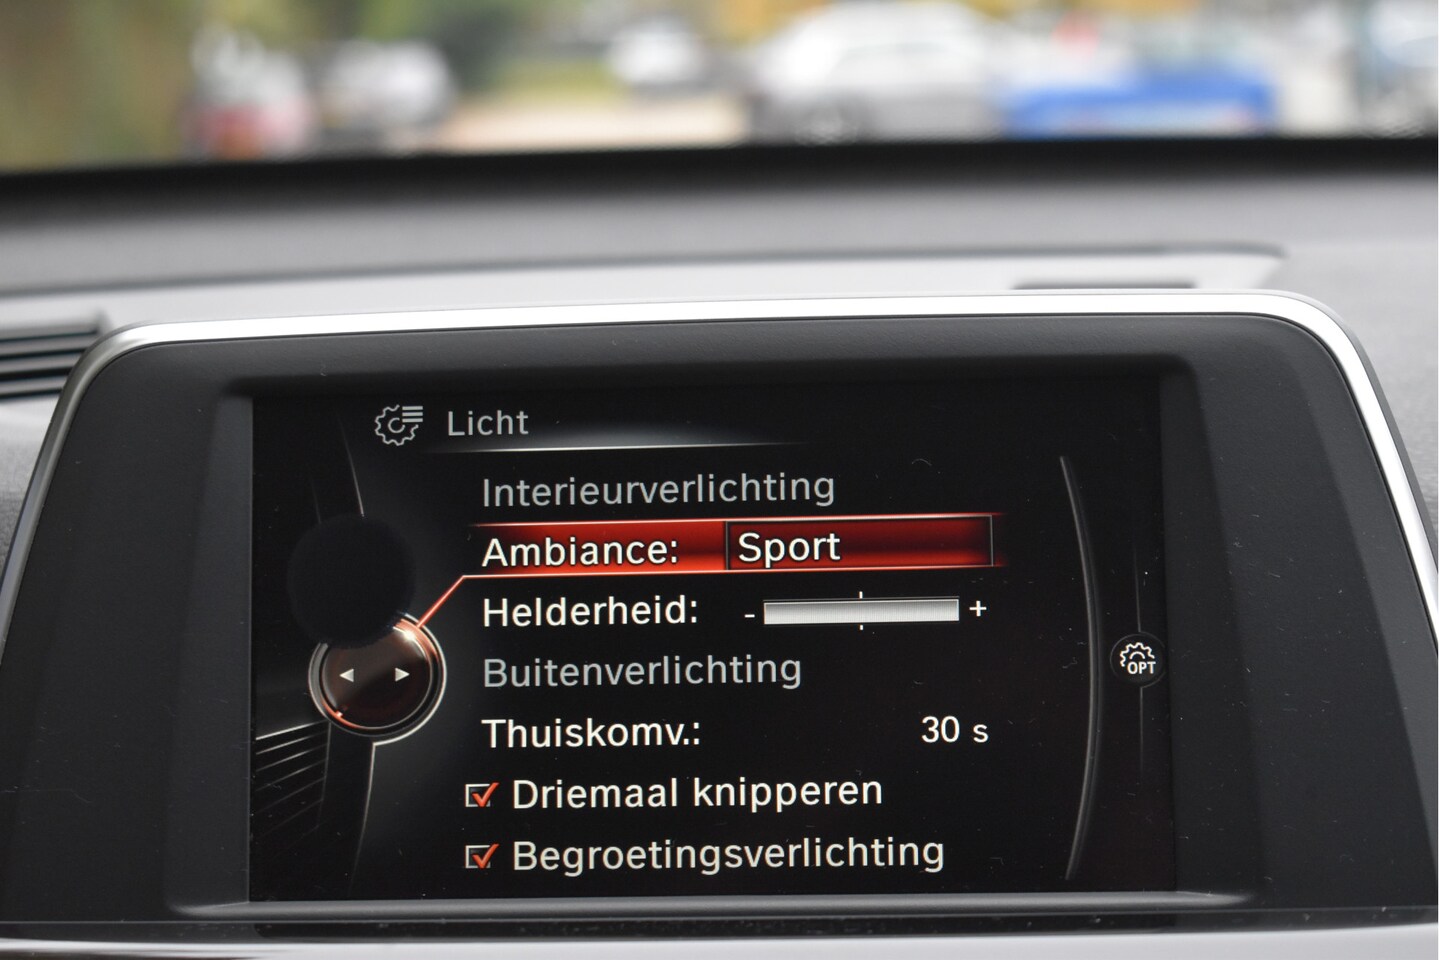 Licht
Interieurverlichting
Ambiance: Sport
Helderheid: - +
Buitenverlichting
OPT
Thuiskomv.: 30 s
Driemaal knipperen
Begroetingsverlichting